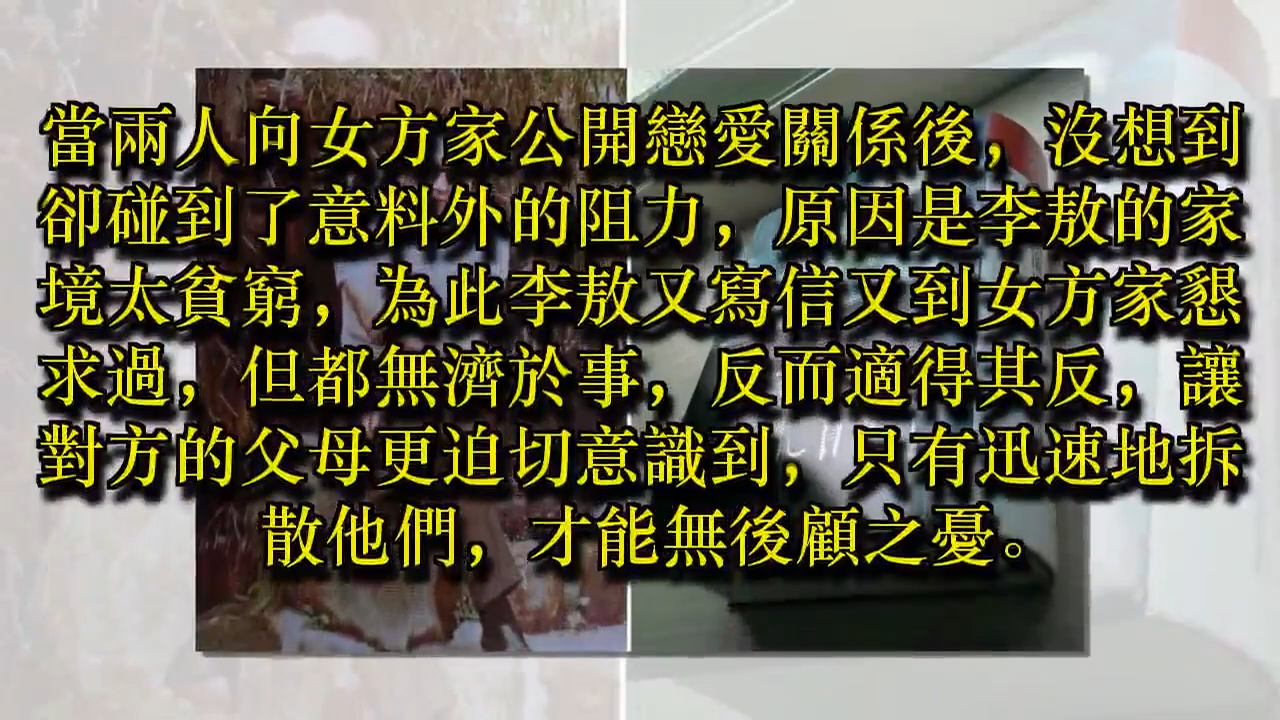 當兩人向女方家公開戀愛關係後，沒想到
卻碰到了意料外的阻力，原因是李敖的家
境太貧窮，為此李敖又寫信又到女方家懇
求過，但都無濟於事，反而適得其反，讓
對方的父母更迫切意識到，只有迅速地拆
散他們，才能無後顧之憂。